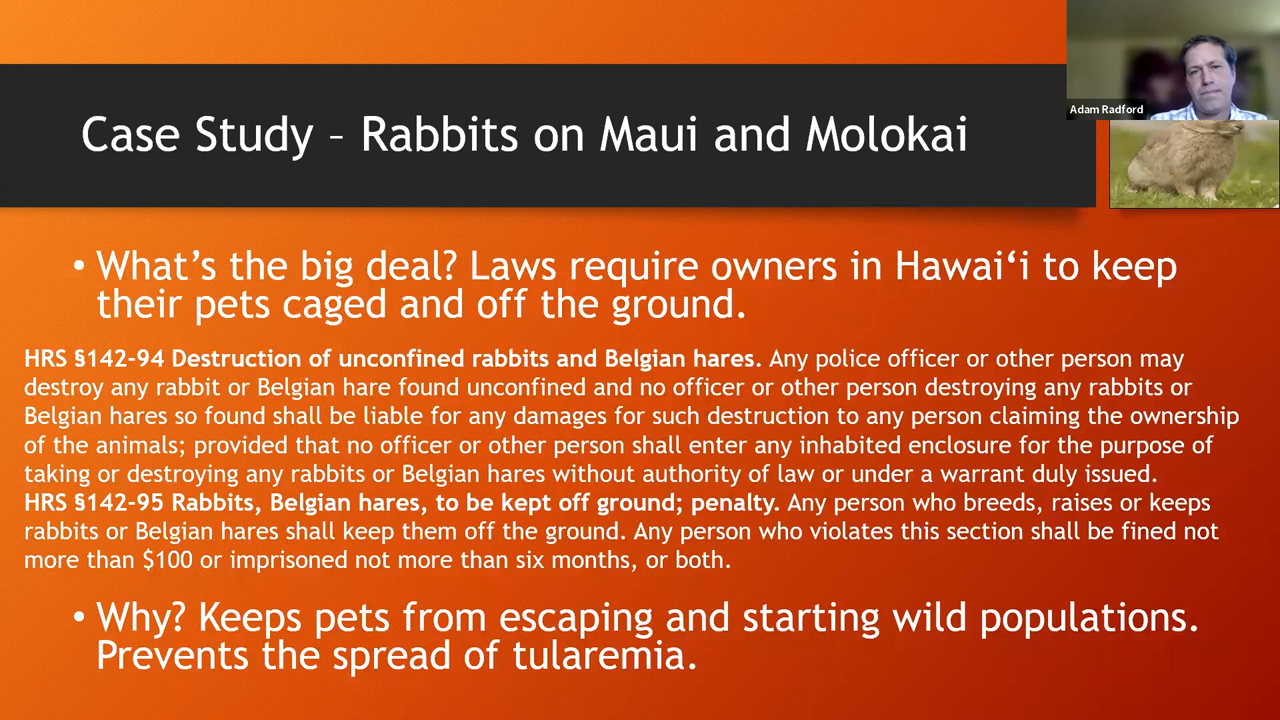 Adam Radford
Case Study – Rabbits on Maui and Molokai
• What’s the big deal? Laws require owners in Hawai‘i to keep
their pets caged and off the ground.
HRS §142-94 Destruction of unconfined rabbits and Belgian hares. Any police officer or other person may
destroy any rabbit or Belgian hare found unconfined and no officer or other person destroying any rabbits or
Belgian hares so found shall be liable for any damages for such destruction to any person claiming the ownership
of the animals; provided that no officer or other person shall enter any inhabited enclosure for the purpose of
taking or destroying any rabbits or Belgian hares without authority of law or under a warrant duly issued.
HRS §142-95 Rabbits, Belgian hares, to be kept off ground; penalty. Any person who breeds, raises or keeps
rabbits or Belgian hares shall keep them off the ground. Any person who violates this section shall be fined not
more than $100 or imprisoned not more than six months, or both.
• Why? Keeps pets from escaping and starting wild populations.
Prevents the spread of tularemia.